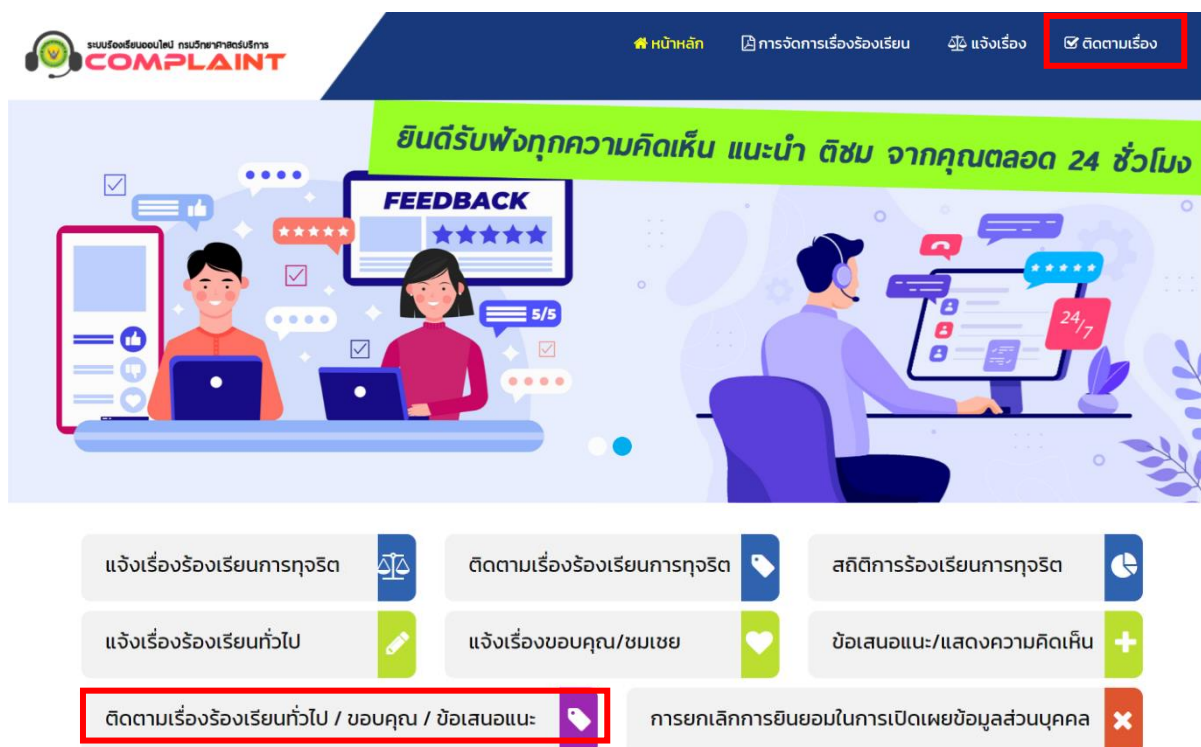 ระบบร้องเรียนออนไลน์ กรมวิทยาศาสตร์บริการ
COMPLAINT
หน้าหลัก
การจัดการเรื่องร้องเรียน
แจ้งเรื่อง
ติดตามเรื่อง
ยินดีรับฟังทุกความคิดเห็น แนะนำ ติชม จากคุณตลอด 24 ชั่วโมง
FEEDBACK
5/5
24/7
แจ้งเรื่องร้องเรียนการทุจริต
ติดตามเรื่องร้องเรียนการทุจริต
สถิติการร้องเรียนการทุจริต
แจ้งเรื่องร้องเรียนทั่วไป
แจ้งเรื่องขอบคุณ/ชมเชย
ข้อเสนอแนะ/แสดงความคิดเห็น
ติดตามเรื่องร้องเรียนทั่วไป / ขอบคุณ / ข้อเสนอแนะ
การยกเลิกการยินยอมในการเปิดเผยข้อมูลส่วนบุคคล